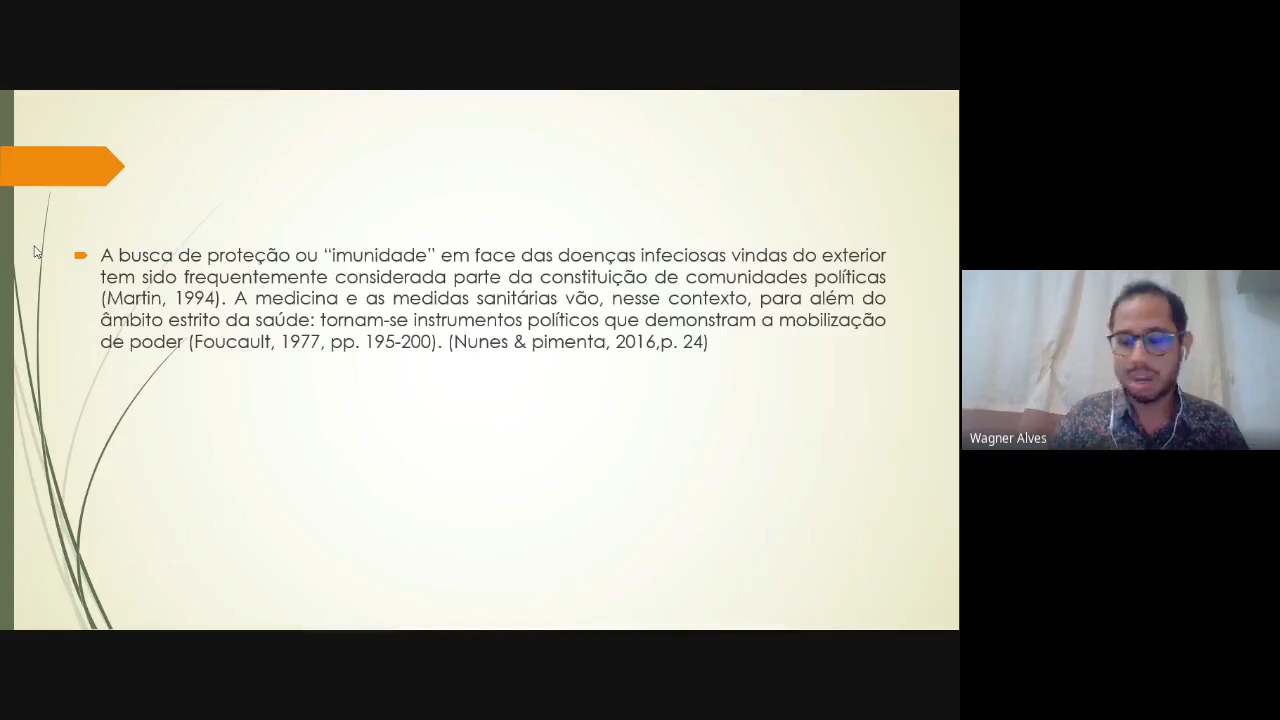 A busca de proteção ou “imunidade” em face das doenças infeciosas vindas do exterior
tem sido frequentemente considerada parte da constituição de comunidades políticas
(Martin, 1994). A medicina e as medidas sanitárias vão, nesse contexto, para além do
âmbito estrito da saúde: tornam-se instrumentos políticos que demonstram a mobilização
de poder (Foucault, 1977, pp. 195-200). (Nunes & pimenta, 2016,p. 24)
Wagner Alves